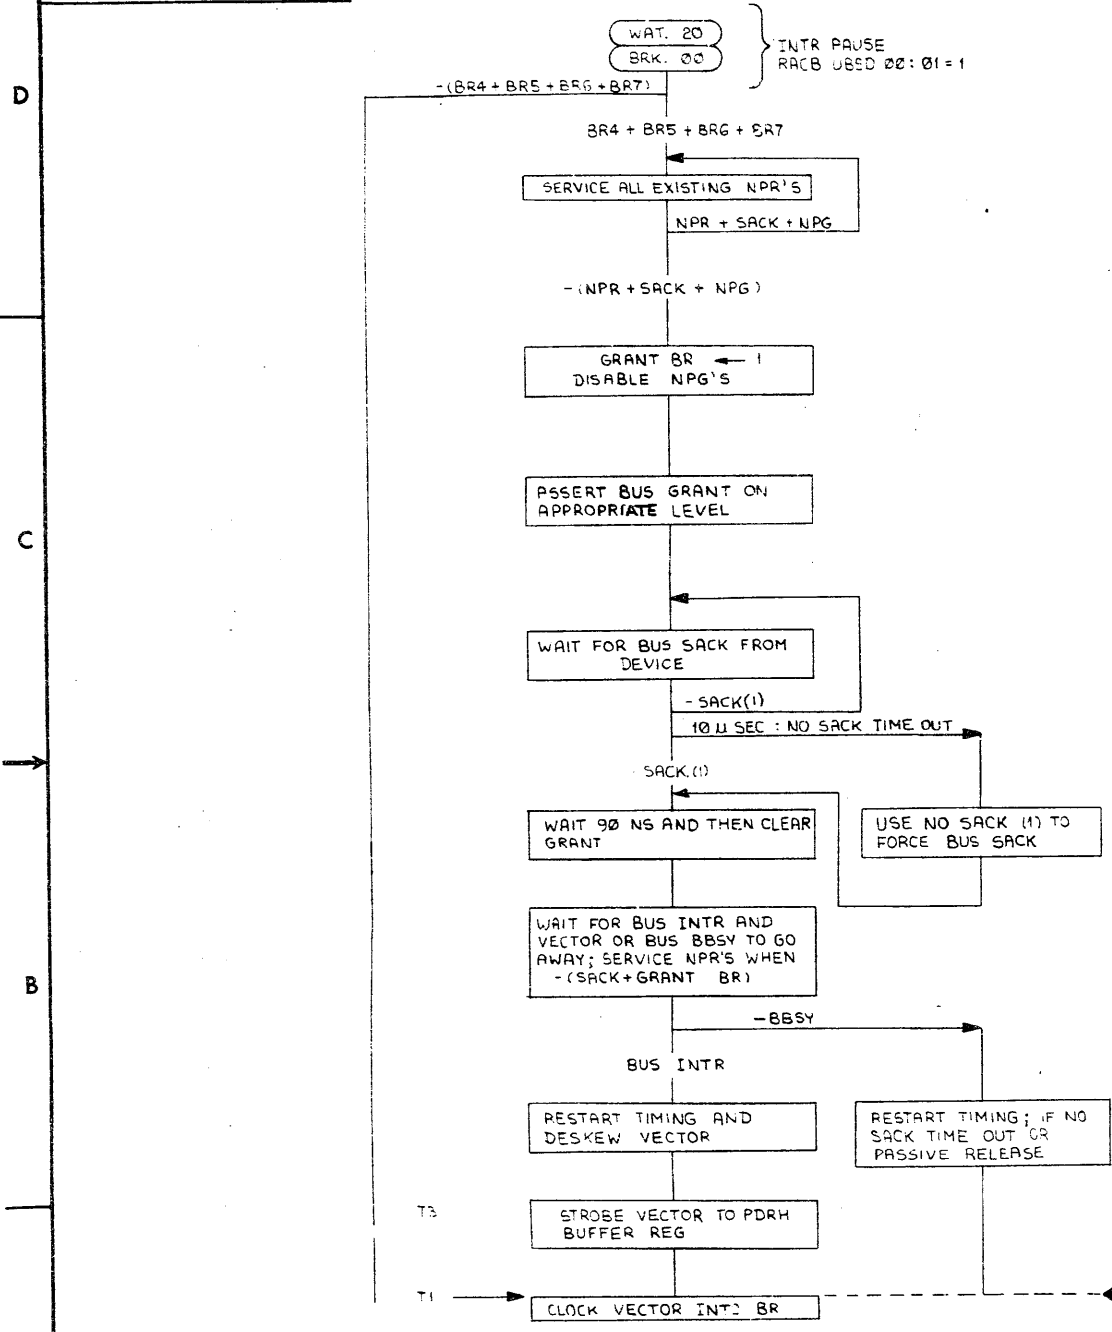 WAT. 20
BRK. 00
INTR PAUSE
RACB UBSD 00:01=1
D
-(BR4 + BR5 + BR6 + BR7)
BR4 + BR5 + BR6 + BR7
SERVICE ALL EXISTING NPR'S
NPR + SACK + NPG
-(NPR + SACK + NPG)
GRANT BR ← 1
DISABLE NPG'S
ASSERT BUS GRANT ON
APPROPRIATE LEVEL
C
WAIT FOR BUS SACK FROM
DEVICE
-SACK(1)
10 µ SEC : NO SACK TIME OUT
SACK(1)
WAIT 90 NS AND THEN CLEAR
GRANT
USE NO SACK (1) TO
FORCE BUS SACK
WAIT FOR BUS INTR AND
VECTOR OR BUS BBSY TO GO
AWAY; SERVICE NPR'S WHEN
-(SACK+GRANT BR)
B
-BBSY
BUS INTR
RESTART TIMING AND
DESKEW VECTOR
RESTART TIMING; IF NO
SACK TIME OUT OR
PASSIVE RELEASE
T3
STROBE VECTOR TO PDRH
BUFFER REG
T1
CLOCK VECTOR INTO BR